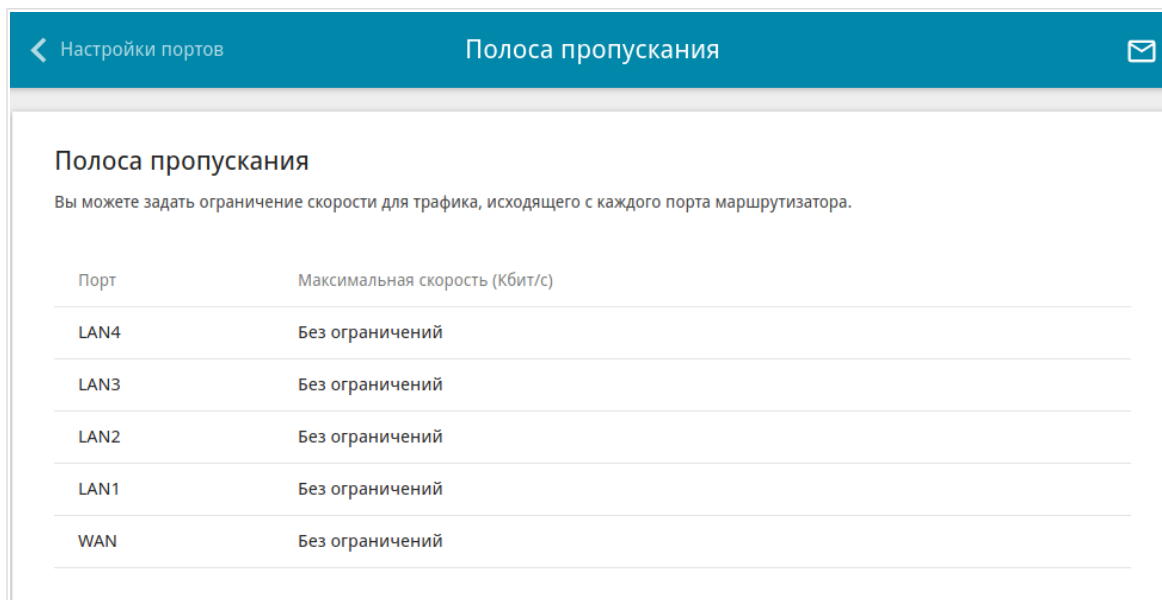 Настройки портов
Полоса пропускания
Полоса пропускания
Вы можете задать ограничение скорости для трафика, исходящего с каждого порта маршрутизатора.
Порт Максимальная скорость (Кбит/с)
LAN4 Без ограничений
LAN3 Без ограничений
LAN2 Без ограничений
LAN1 Без ограничений
WAN Без ограничений